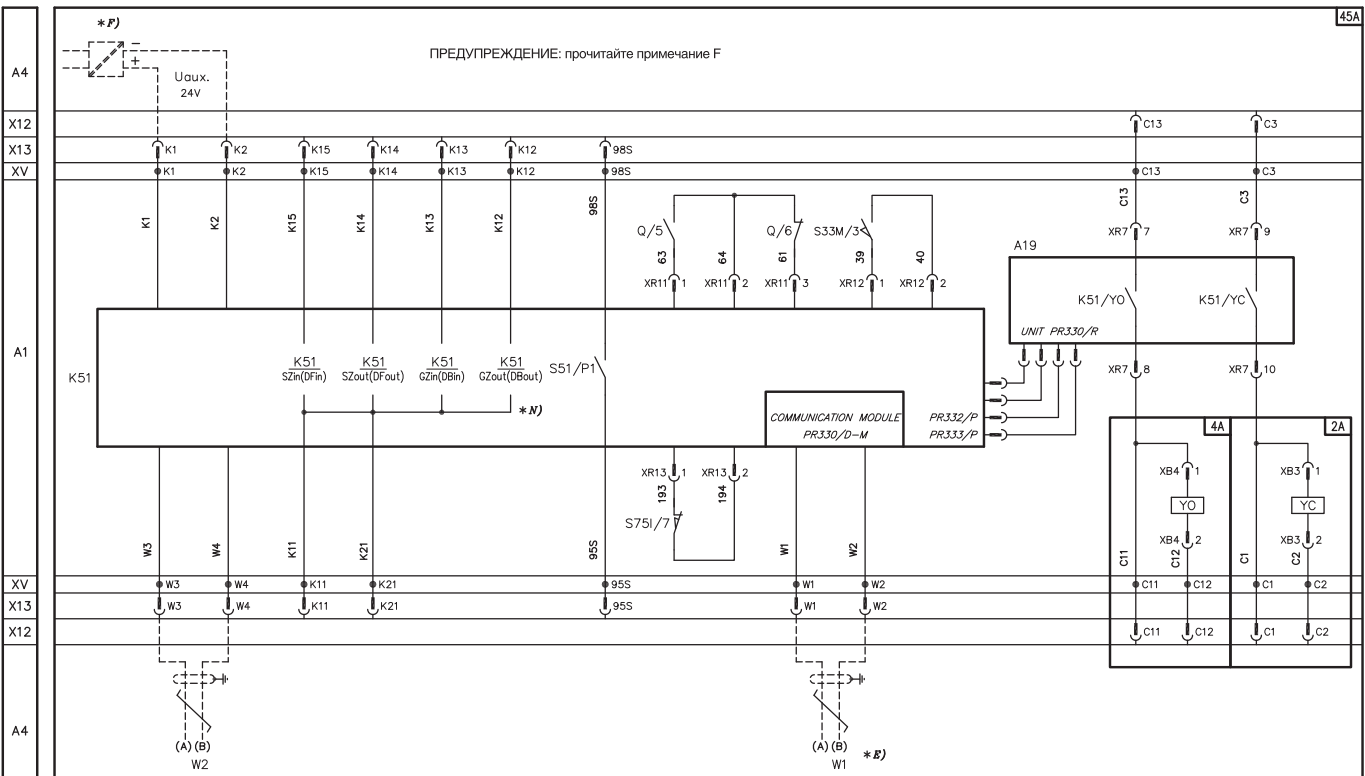 *F)
45A
ПРЕДУПРЕЖДЕНИЕ: прочитайте примечание F
A4
−
+
Uaux.
24V
X12
C13
C3
X13
K1
K2
K15
K14
K13
K12
98S
XV
K1
K2
K15
K14
K13
K12
98S
C13
C3
K1
K2
K15
K14
K13
K12
98S
C13
C3
Q/5
Q/6
S33M/3
63
64
61
39
40
XR11 1
XR11 2
XR11 3
XR12 1
XR12 2
XR7 7
XR7 9
A19
K51/YO
K51/YC
UNIT PR330/R
A1
K51
K51
SZin(DFin)
K51
SZout(DFout)
K51
GZin(DBin)
K51
GZout(DBout)
S51/P1
*N)
COMMUNICATION MODULE
PR330/D-M
PR332/P
PR333/P
XR7 8
XR7 10
4A
2A
XR13 1
XR13 2
193
194
S75I/7
XB4 1
YO
XB4 2
XB3 1
YC
XB3 2
W3
W4
K11
K21
95S
W1
W2
C11
C12
C1
C2
XV
W3
W4
K11
K21
95S
W1
W2
C11
C12
C1
C2
X13
W3
W4
K11
K21
95S
W1
W2
X12
C11
C12
C1
C2
A4
(A) (B)
W2
(A) (B)
W1
*E)